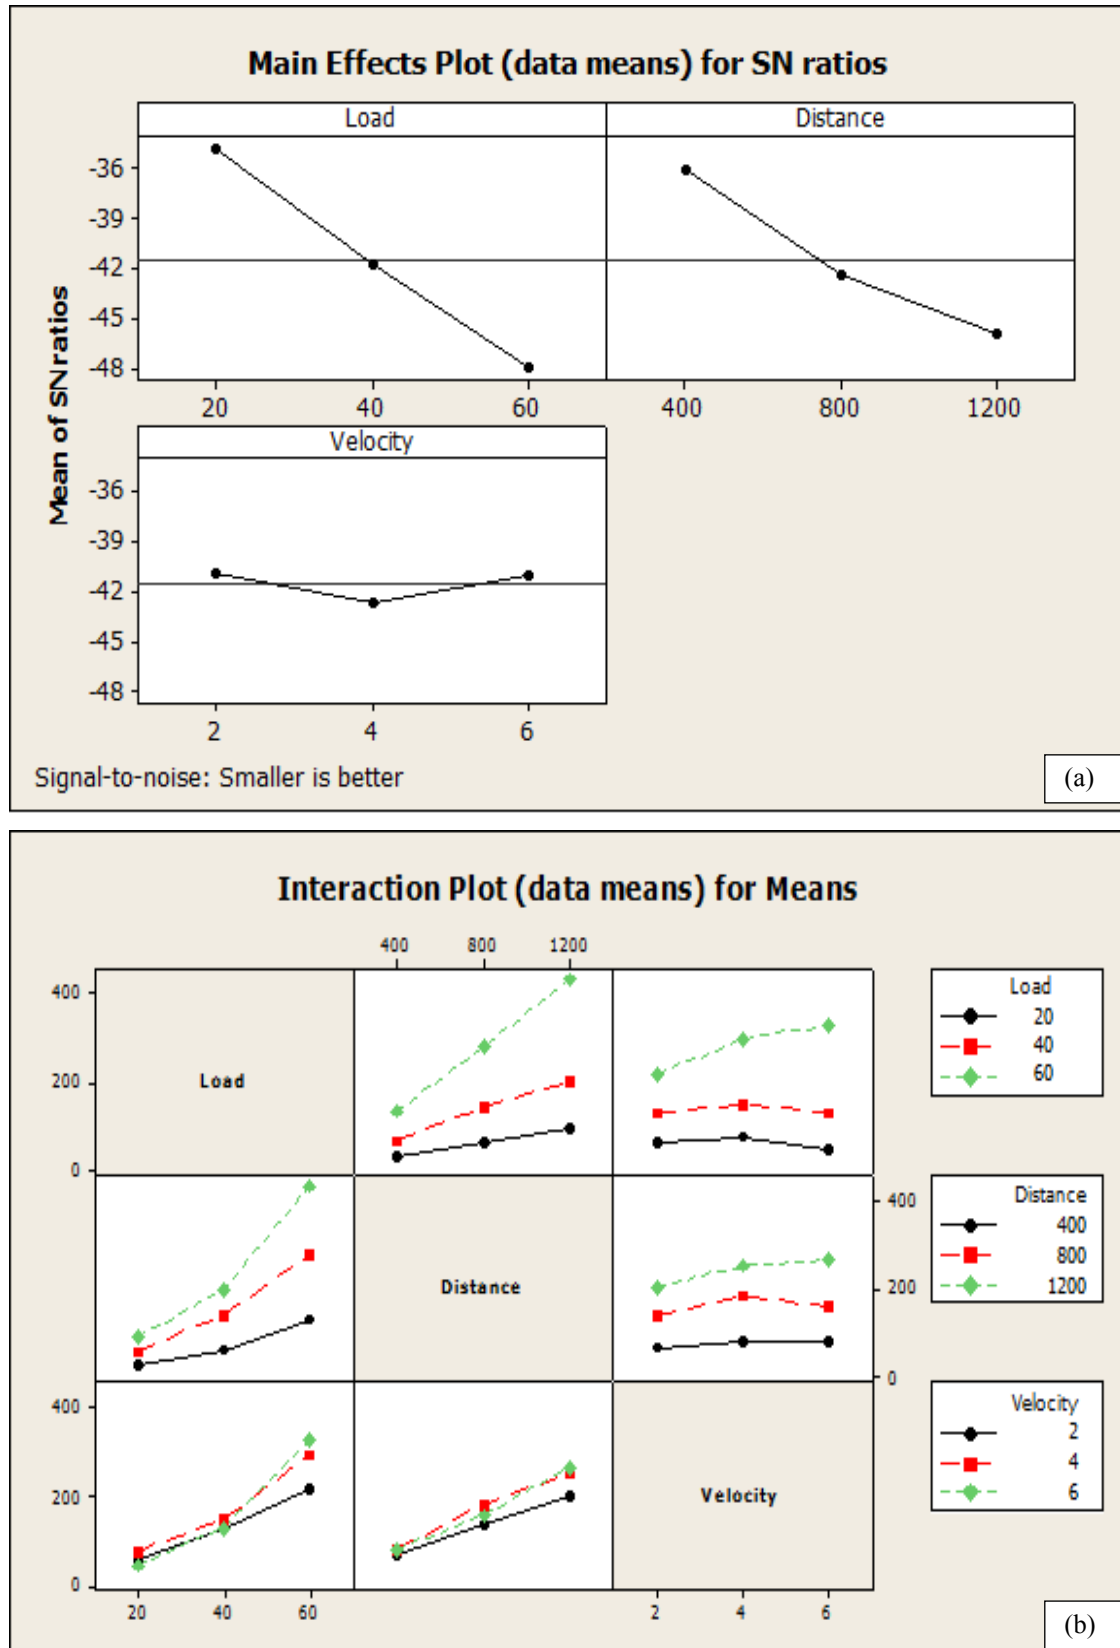 Main Effects Plot (data means) for SN ratios
Load Distance
-36
-39
-42
-45
-48
20 40 60 400 800 1200
Mean of SN ratios
Velocity
-36
-39
-42
-45
-48
2 4 6
Signal-to-noise: Smaller is better
(a)
Interaction Plot (data means) for Means
400 800 1200
400
200
0
Load
Load
20
40
60
Distance
400
200
0
Distance
400
800
1200
400
200
0
Velocity
Velocity
2
4
6
20 40 60 2 4 6
(b)